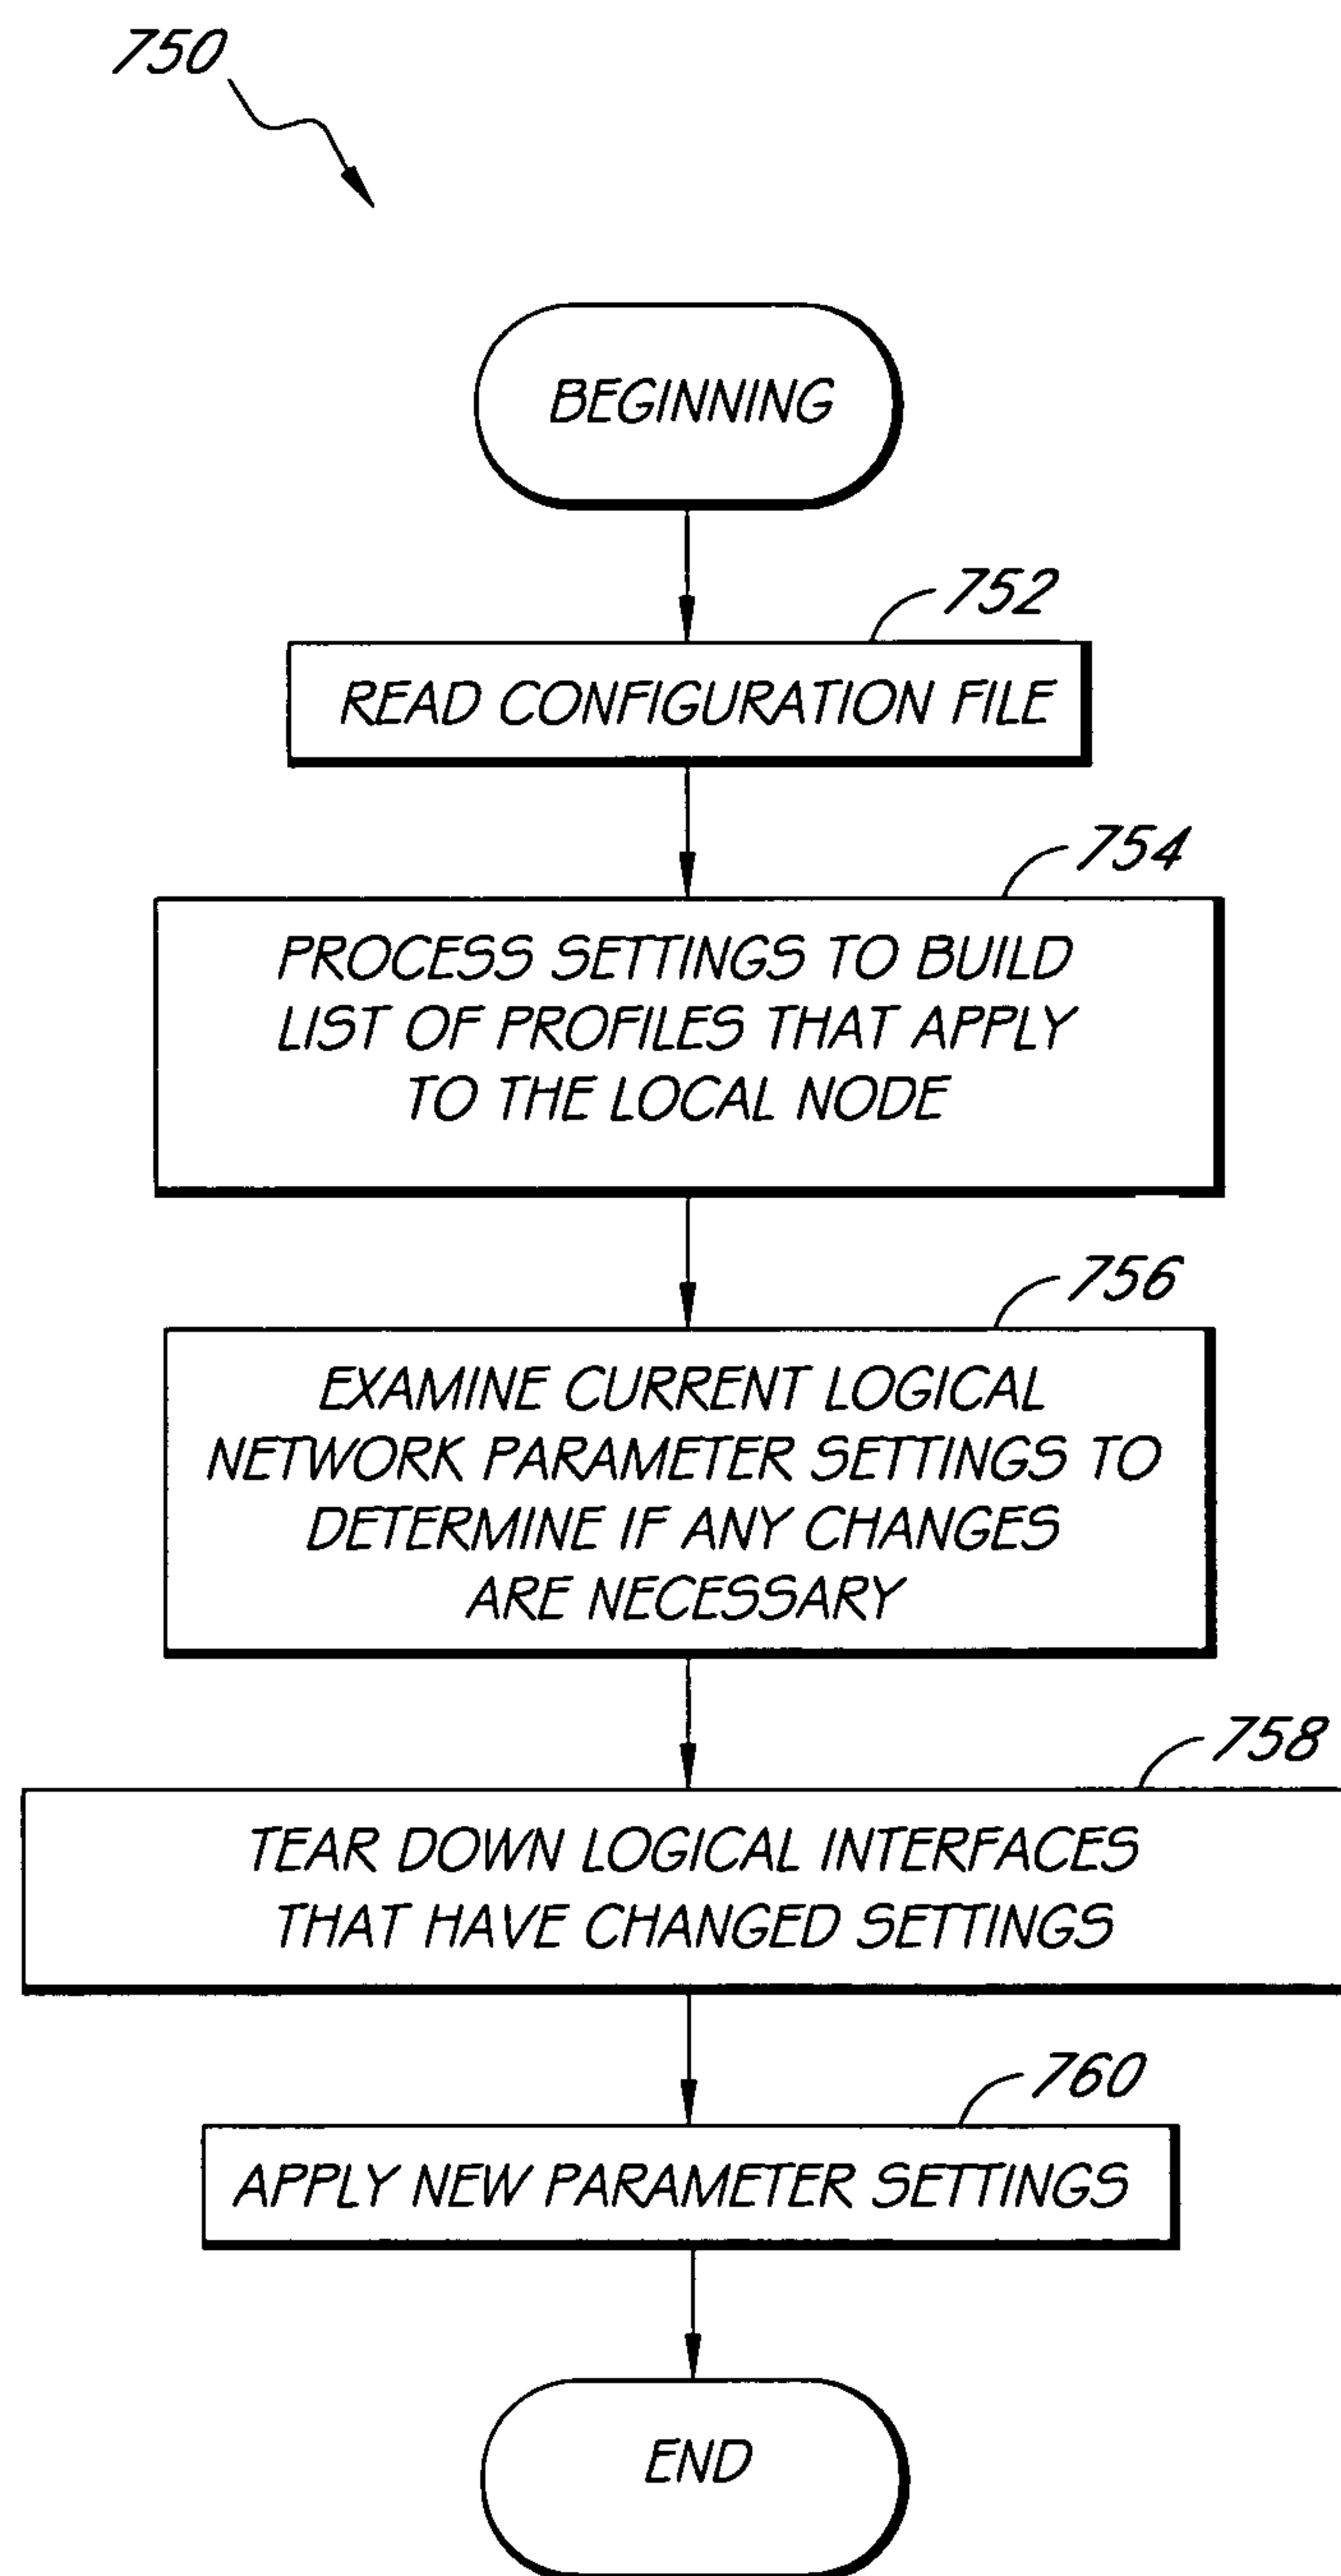 750
BEGINNING
752
READ CONFIGURATION FILE
754
PROCESS SETTINGS TO BUILD
LIST OF PROFILES THAT APPLY
TO THE LOCAL NODE
756
EXAMINE CURRENT LOGICAL
NETWORK PARAMETER SETTINGS TO
DETERMINE IF ANY CHANGES
ARE NECESSARY
758
TEAR DOWN LOGICAL INTERFACES
THAT HAVE CHANGED SETTINGS
760
APPLY NEW PARAMETER SETTINGS
END